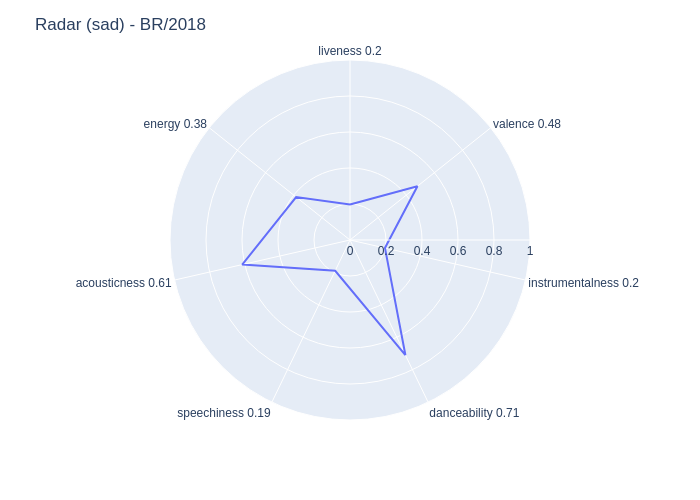 Radar (sad) - BR/2018
liveness 0.2
energy 0.38
valence 0.48
0 0.2 0.4 0.6 0.8 1
acousticness 0.61
instrumentalness 0.2
speechiness 0.19
danceability 0.71